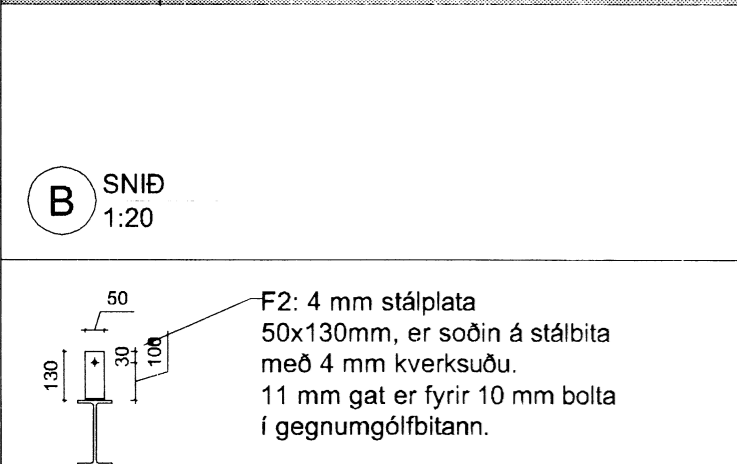 B
SNIÐ
1:20
50
130
30
100
F2: 4 mm stálplata
50x130mm, er soðin á stálbita
með 4 mm kverksuðu.
11 mm gat er fyrir 10 mm bolta
í gegnumgólfbitann.